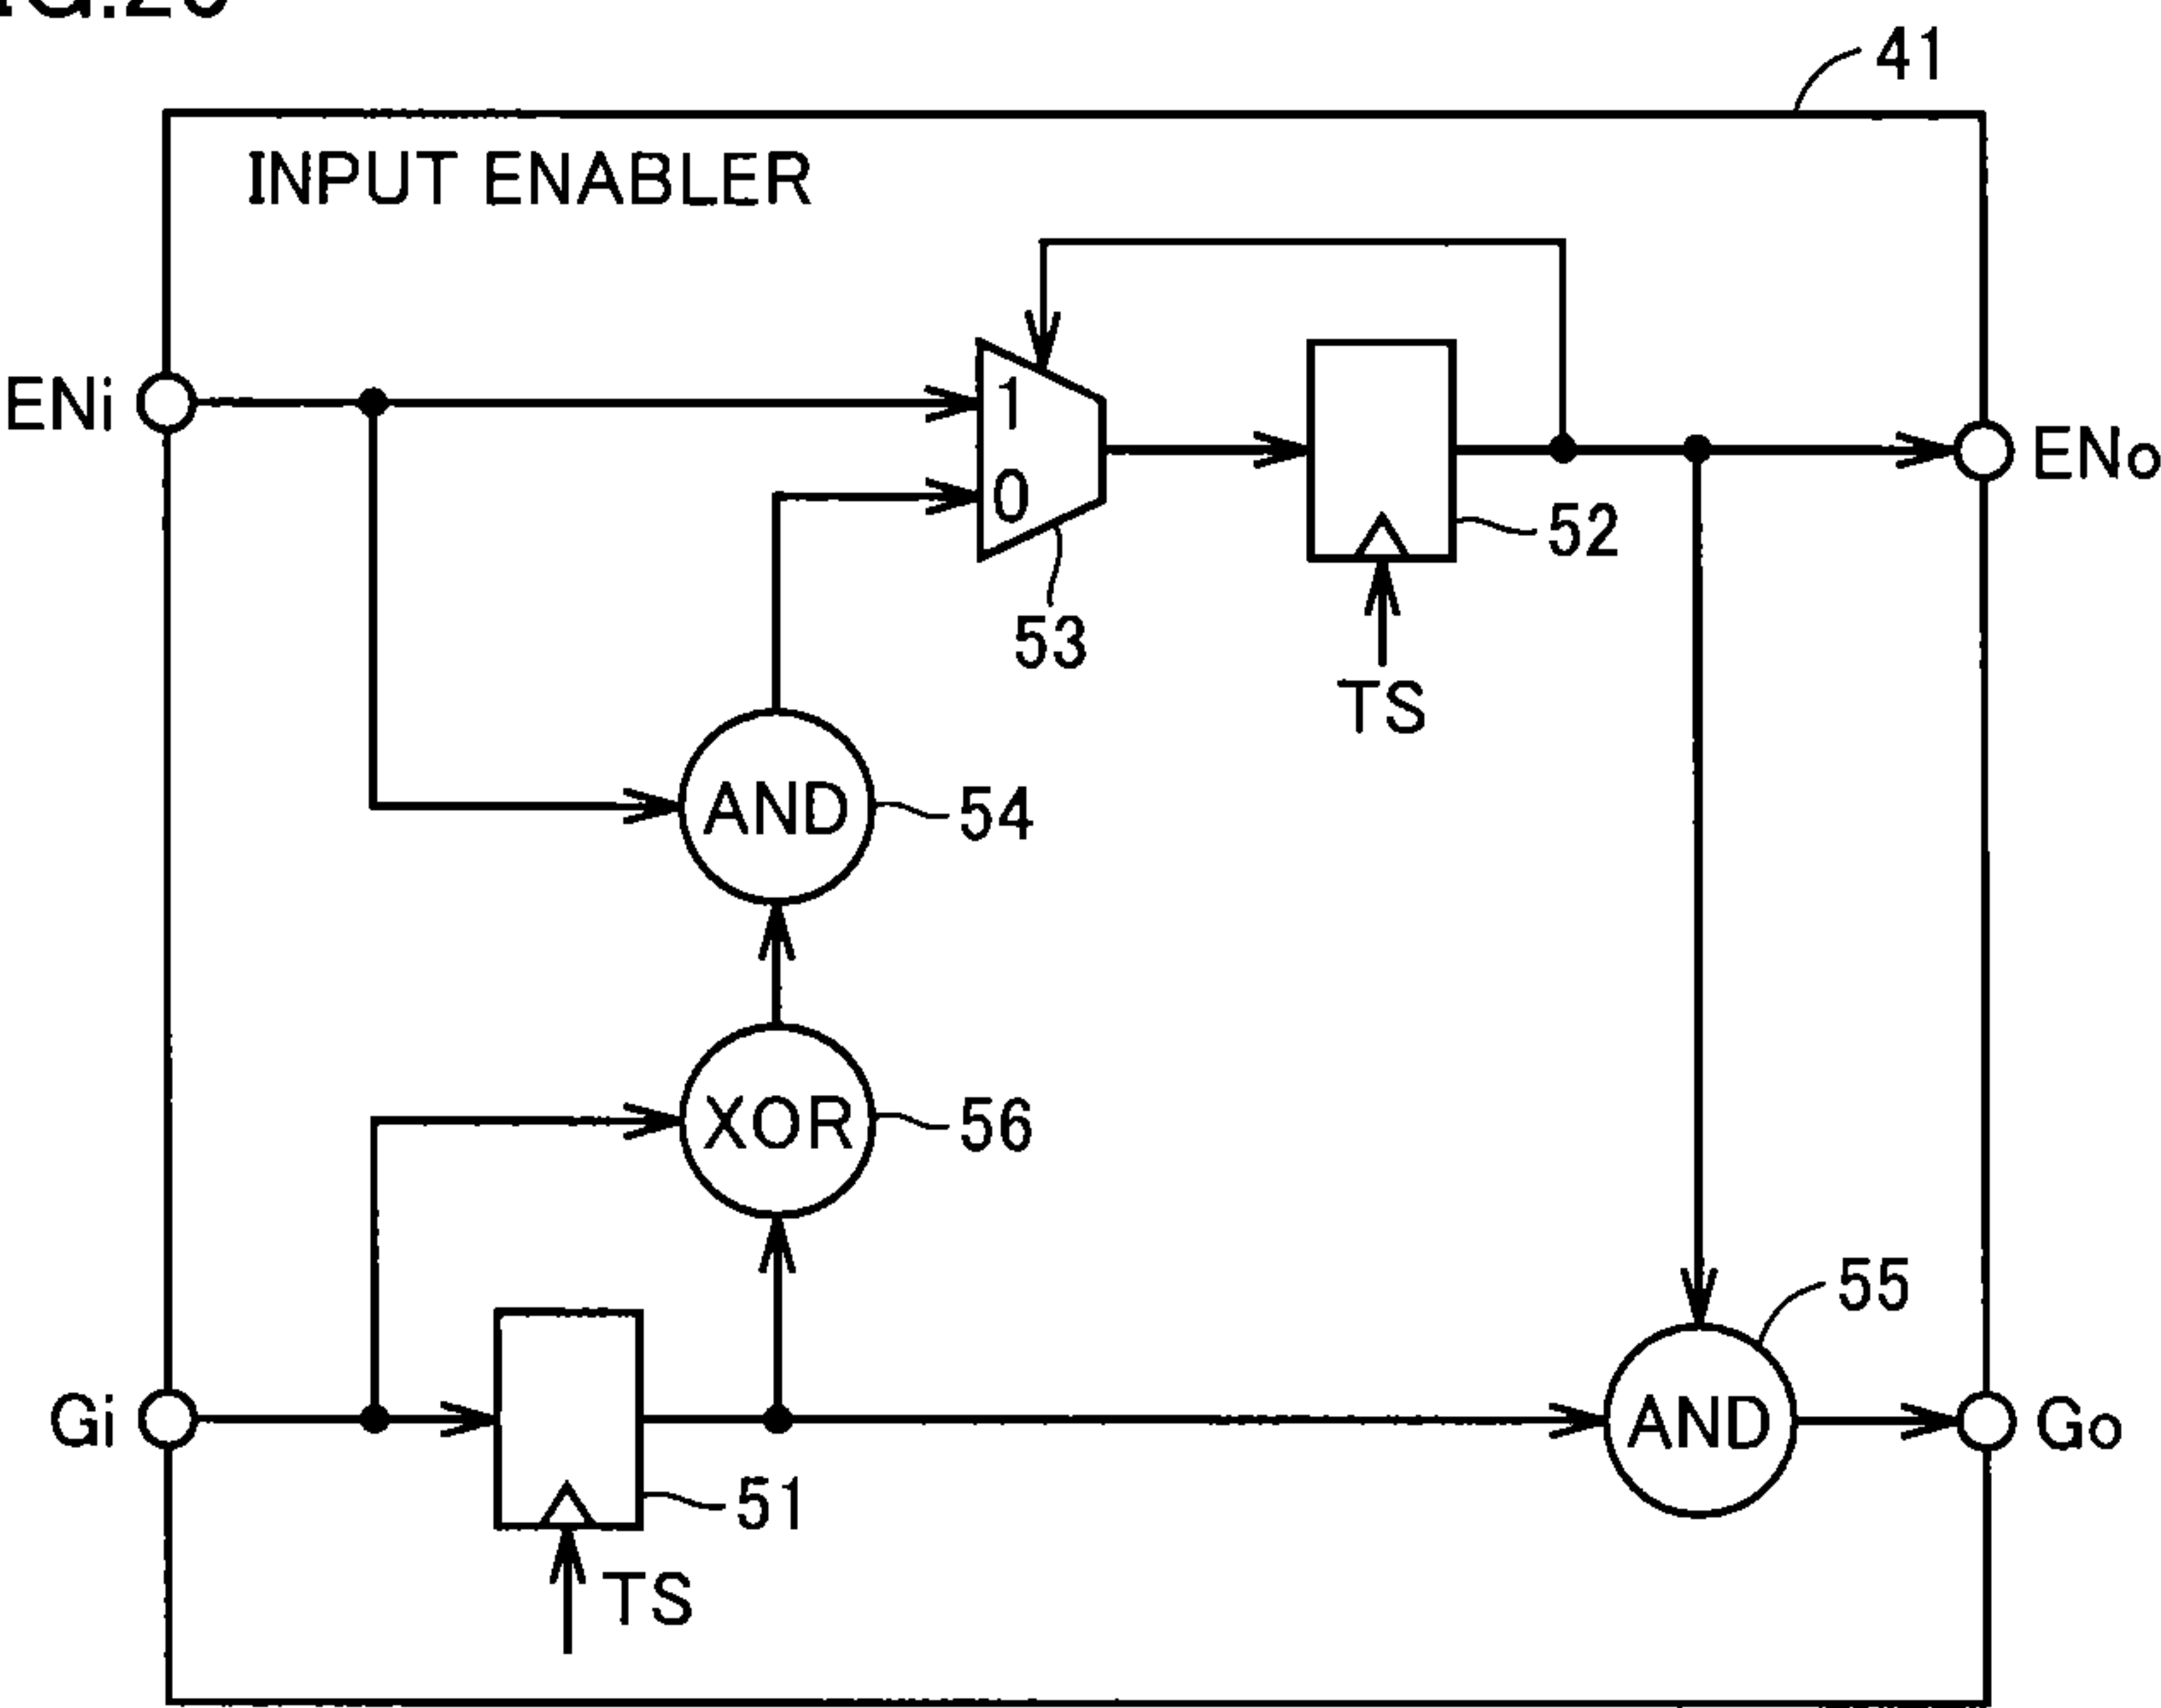 41
INPUT ENABLER
ENi
1
0
ENo
52
53
TS
AND
54
XOR
56
55
Gi
AND
Go
51
TS